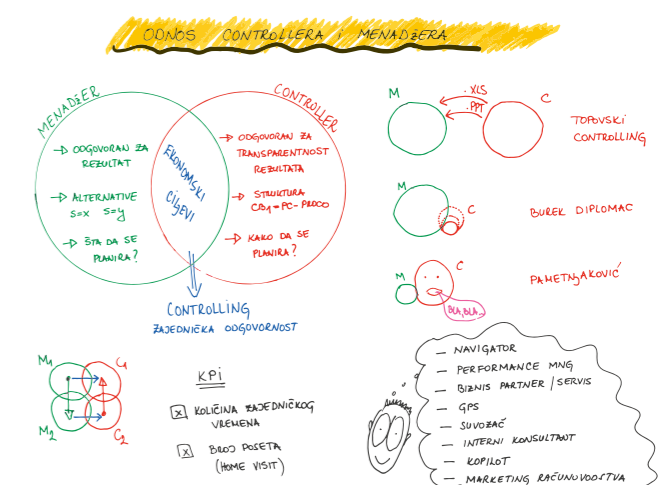 ODNOS CONTROLLERA i MENADŽERA
MENADŽER
→ ODGOVORAN ZA
REZULTAT
→ ALTERNATIVE
S=X S=Y
→ ŠTA DA SE
PLANIRA?
EKONOMSKI
CILJEVI
CONTROLLER
→ ODGOVORAN ZA
TRANSPARENTNOST
REZULTATA
→ STRUKTURA
→ KAKO DA SE
PLANIRA?
CONTROLLING
ZAJEDNIČKA ODGOVORNOST
M
.XLS
.PPT
C
TOPOVSKI
CONTROLLING
M
C
BUREK DIPLOMAC
M
C
BLA, BLA...
PAMETNJAKOVIĆ
M1
C1
M2
C2
KPI
x KOLIČINA ZAJEDNIČKOG
VREMENA
x BROJ POSETA
(HOME VISIT)
— NAVIGATOR
— PERFORMANCE MNG
— BIZNIS PARTNER / SERVIS
— GPS
— SUVOZAČ
— INTERNI KONSULTANT
— KOPILOT
— MARKETING RAČUNOVODSTVA